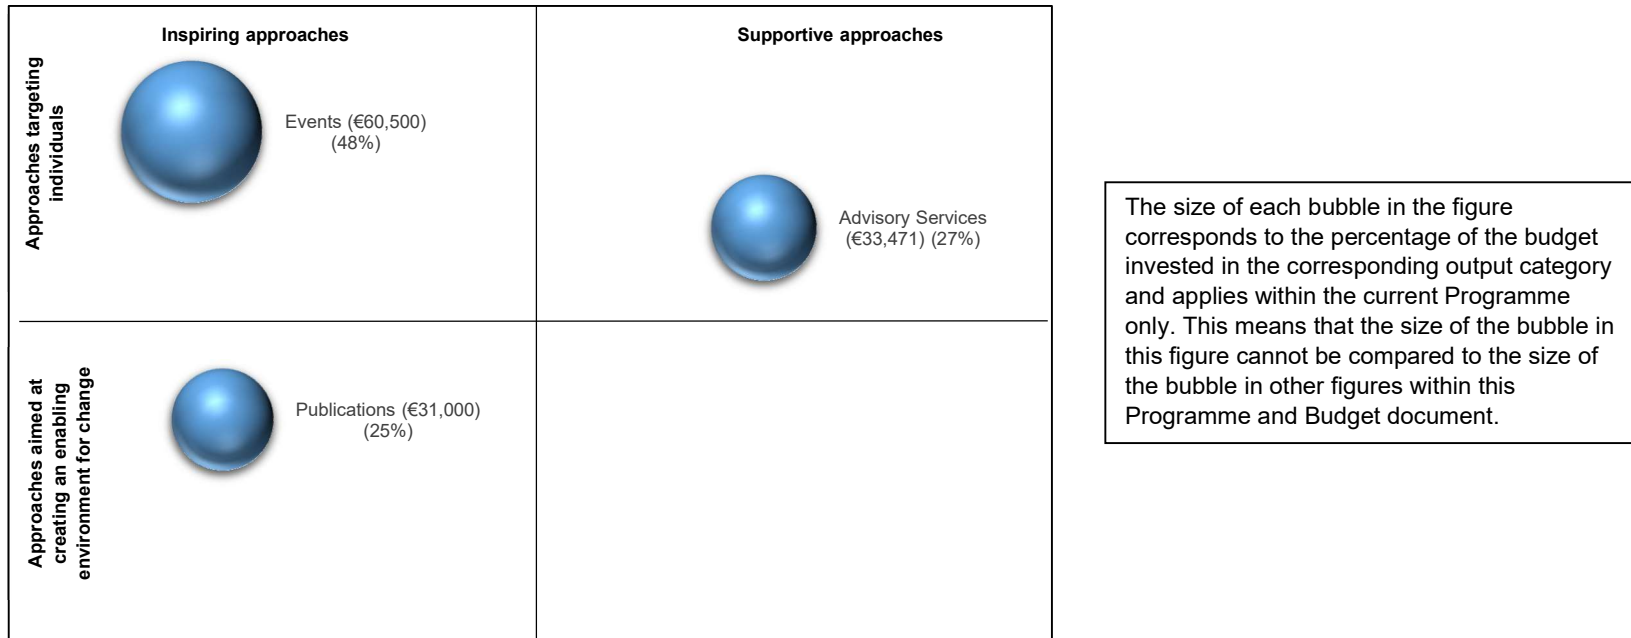 Inspiring approaches
Supportive approaches
Approaches targeting
individuals
Events (€60,500)
(48%)
Advisory Services
(€33,471) (27%)
Approaches aimed at
creating an enabling
environment for change
Publications (€31,000)
(25%)
The size of each bubble in the figure
corresponds to the percentage of the budget
invested in the corresponding output category
and applies within the current Programme
only. This means that the size of the bubble in
this figure cannot be compared to the size of
the bubble in other figures within this
Programme and Budget document.